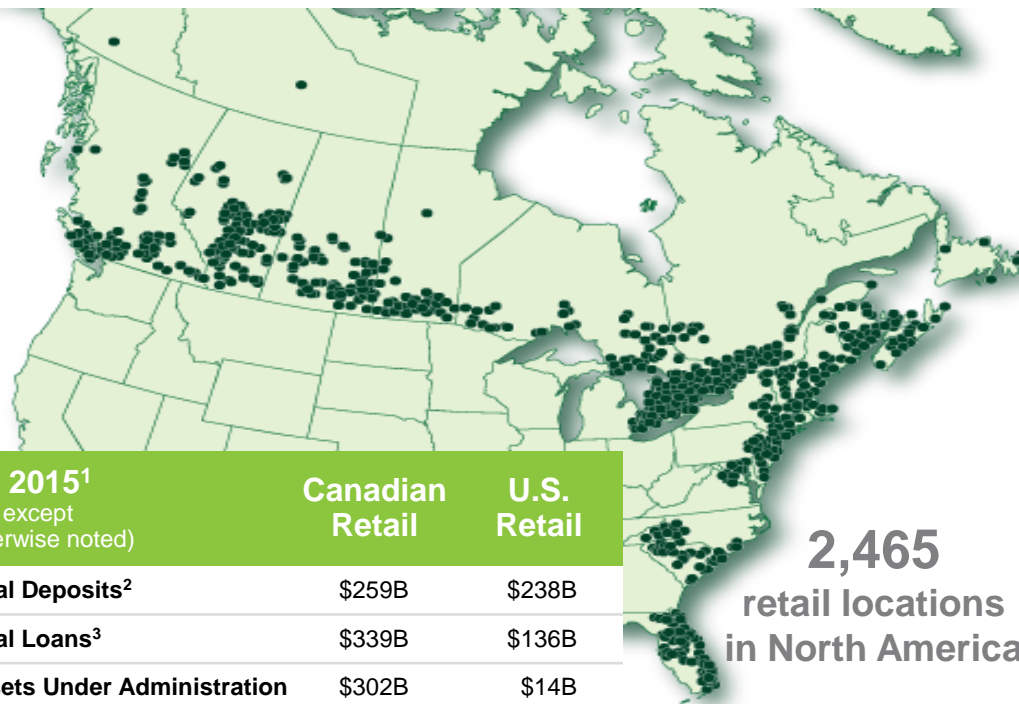 2015¹
except
erwise noted)
Canadian
Retail
U.S.
Retail
al Deposits² $259B $238B
al Loans³ $339B $136B
ets Under Administration $302B $14B
2,465
retail locations
in North America